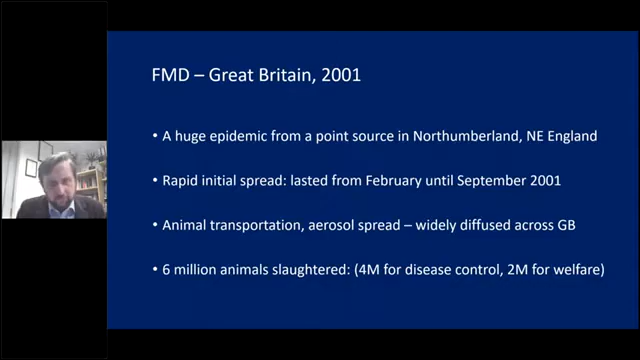 FMD – Great Britain, 2001
• A huge epidemic from a point source in Northumberland, NE England
• Rapid initial spread: lasted from February until September 2001
• Animal transportation, aerosol spread – widely diffused across GB
• 6 million animals slaughtered: (4M for disease control, 2M for welfare)